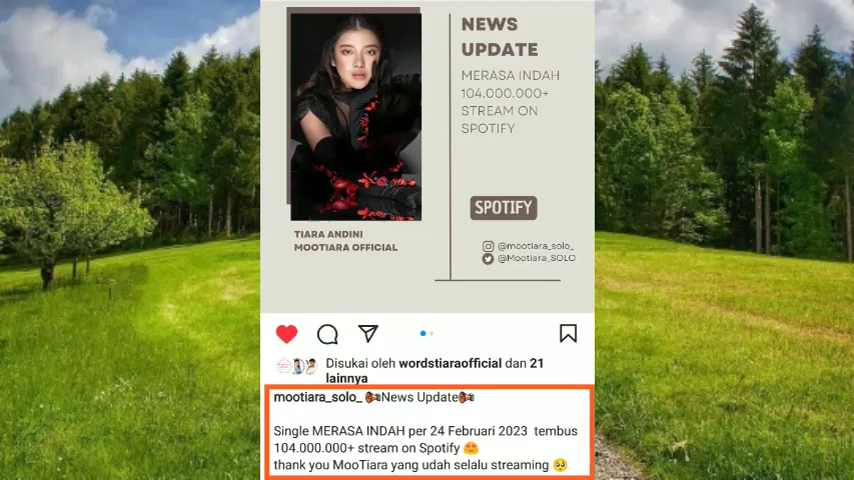 NEWS
UPDATE
MERASA INDAH
104.000.000+
STREAM ON
SPOTIFY
SPOTIFY
TIARA ANDINI
MOOTIARA OFFICIAL
@mootiara_solo_
@Mootiara_SOLO
Disukai oleh wordstiaraofficial dan 21
lainnya
mootiara_solo_ News Update
Single MERASA INDAH per 24 Februari 2023 tembus
104.000.000+ stream on Spotify 😍
thank you MooTiara yang udah selalu streaming 🥺